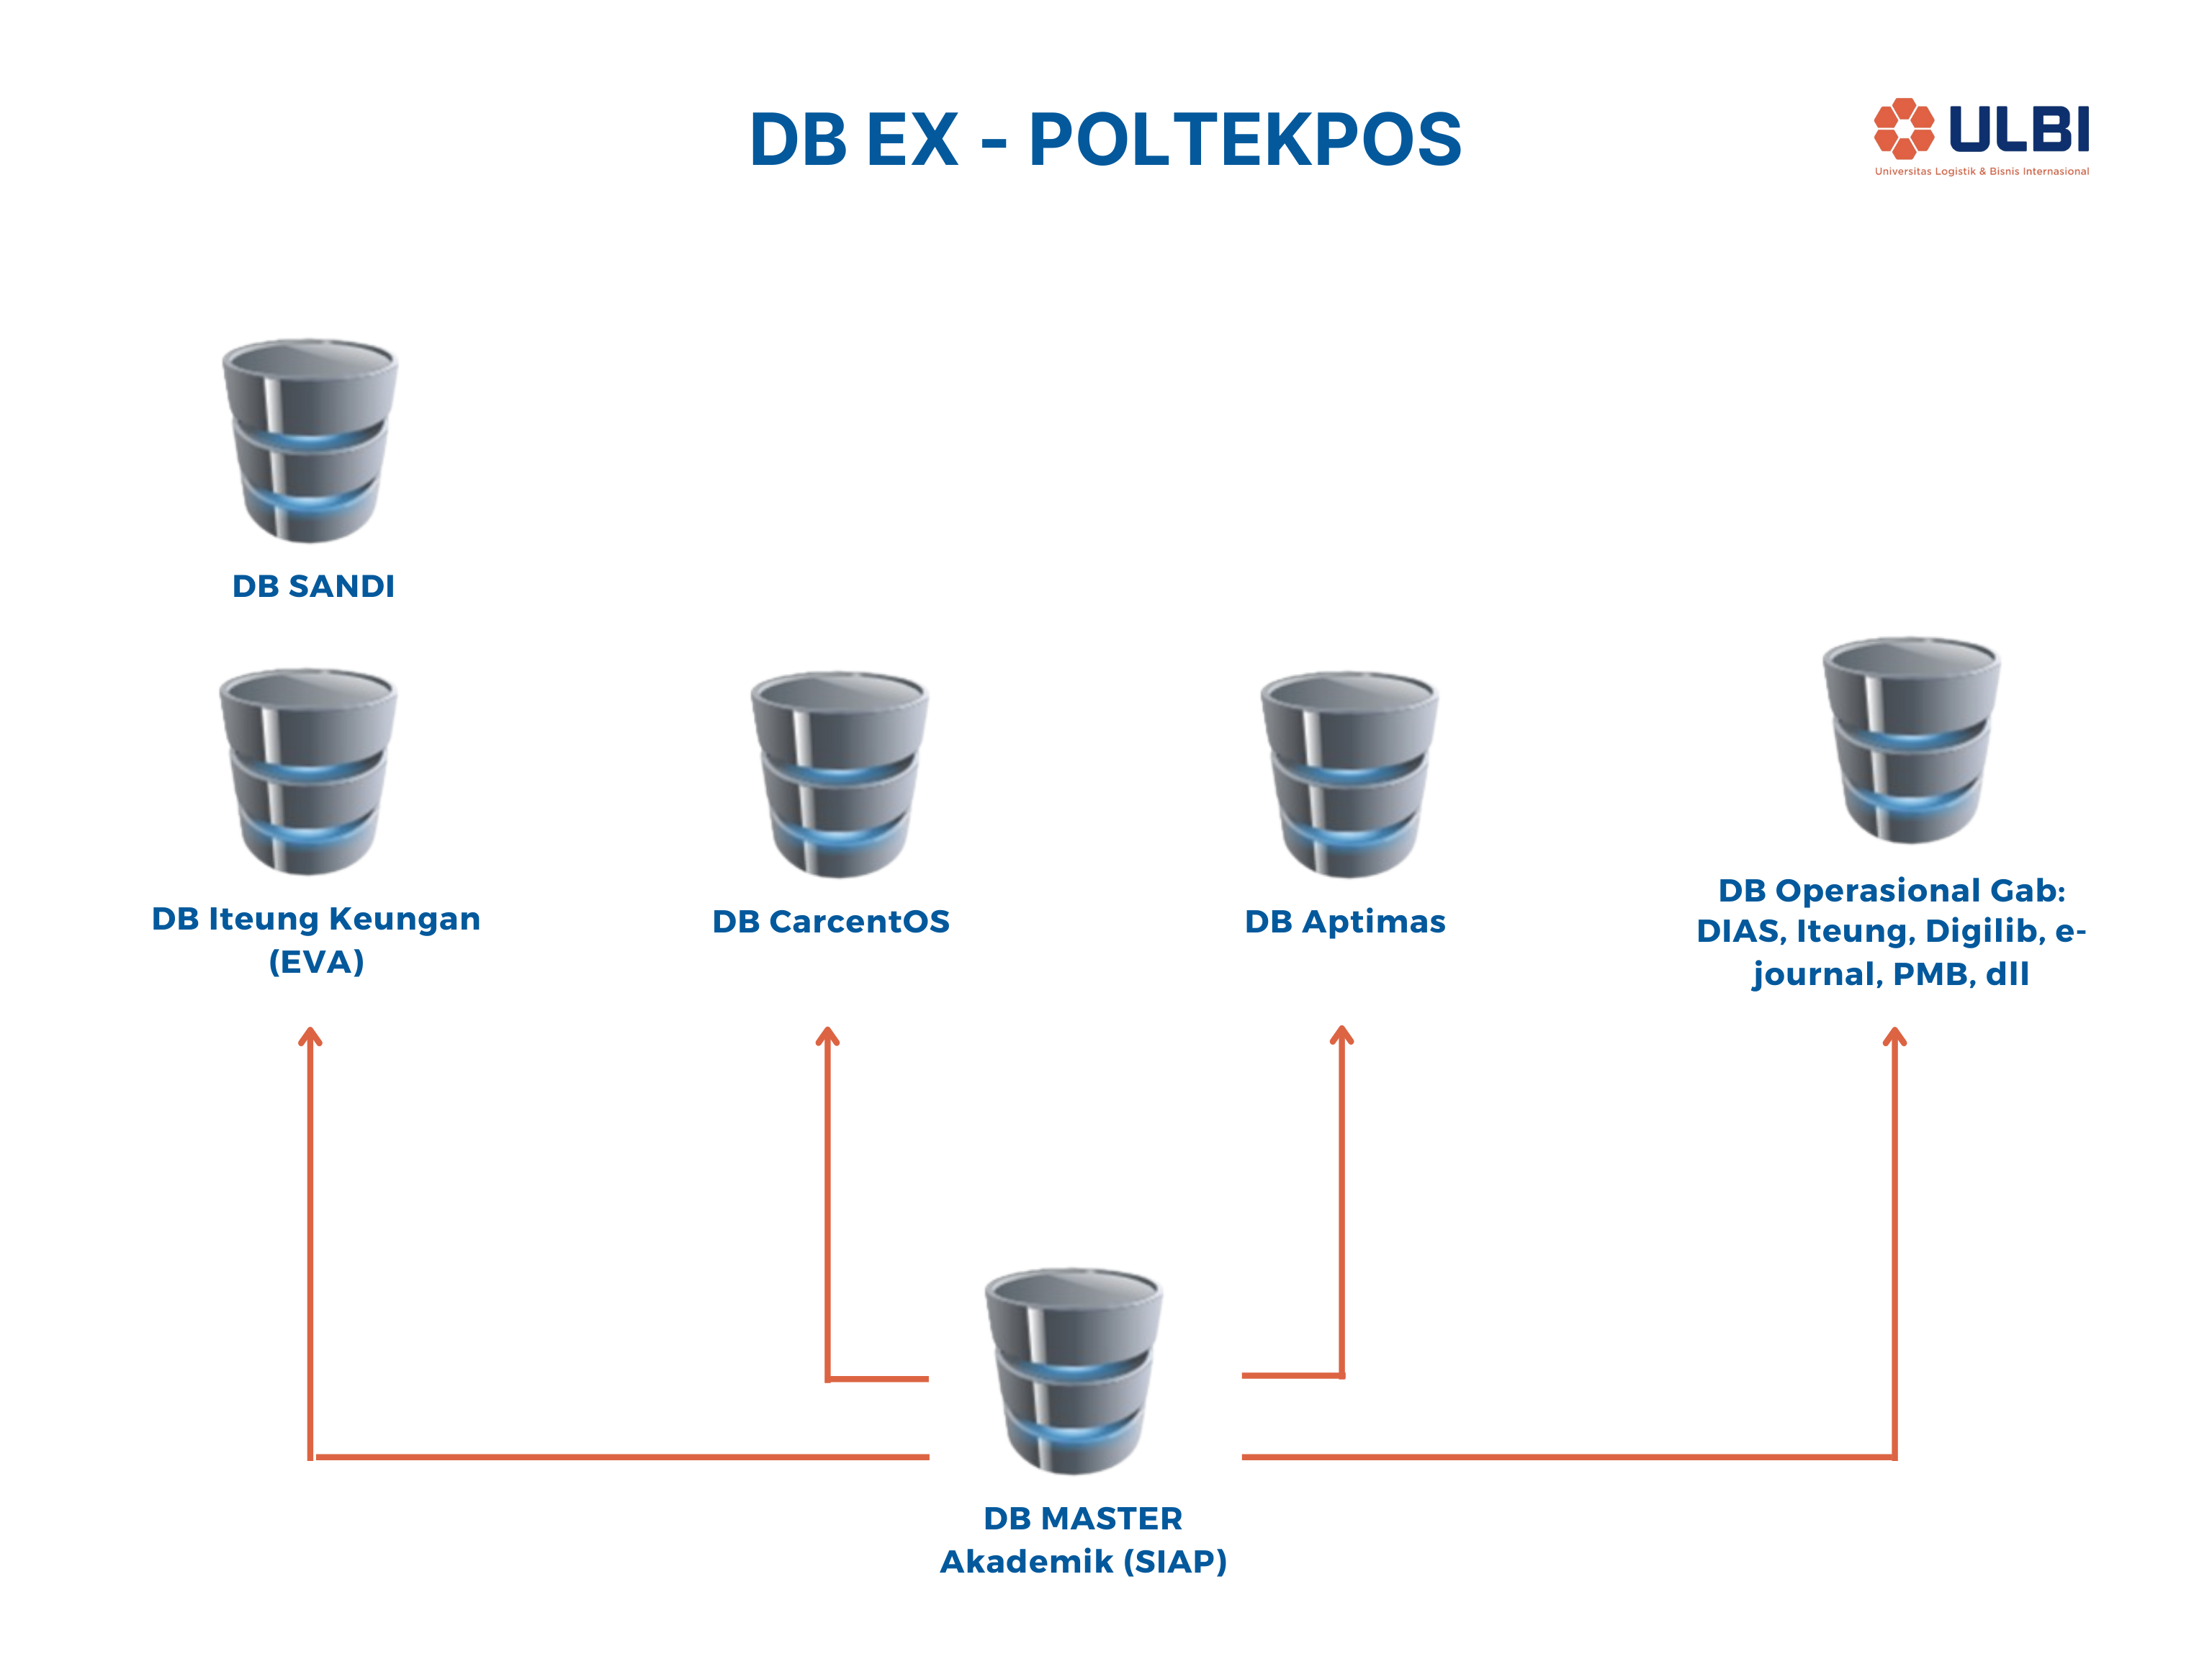 DB EX - POLTEKPOS
ULBI
Universitas Logistik & Bisnis Internasional
DB SANDI
DB Iteung Keungan
(EVA)
DB CarcentOS
DB Aptimas
DB Operasional Gab:
DIAS, Iteung, Digilib, e-
journal, PMB, dll
DB MASTER
Akademik (SIAP)